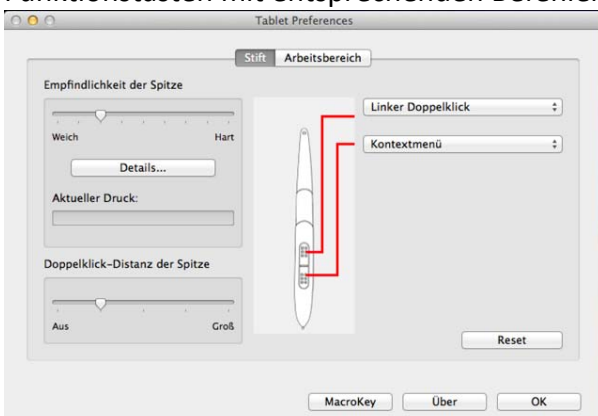 Funktionstasten mit entsprechenden Befehlen
Tablet Preferences
Stift Arbeitsbereich
Empfindlichkeit der Spitze
Weich Hart
Details...
Aktueller Druck:
Doppelklick-Distanz der Spitze
Aus Groß
Linker Doppelklick
Kontextmenü
Reset
MacroKey Über OK